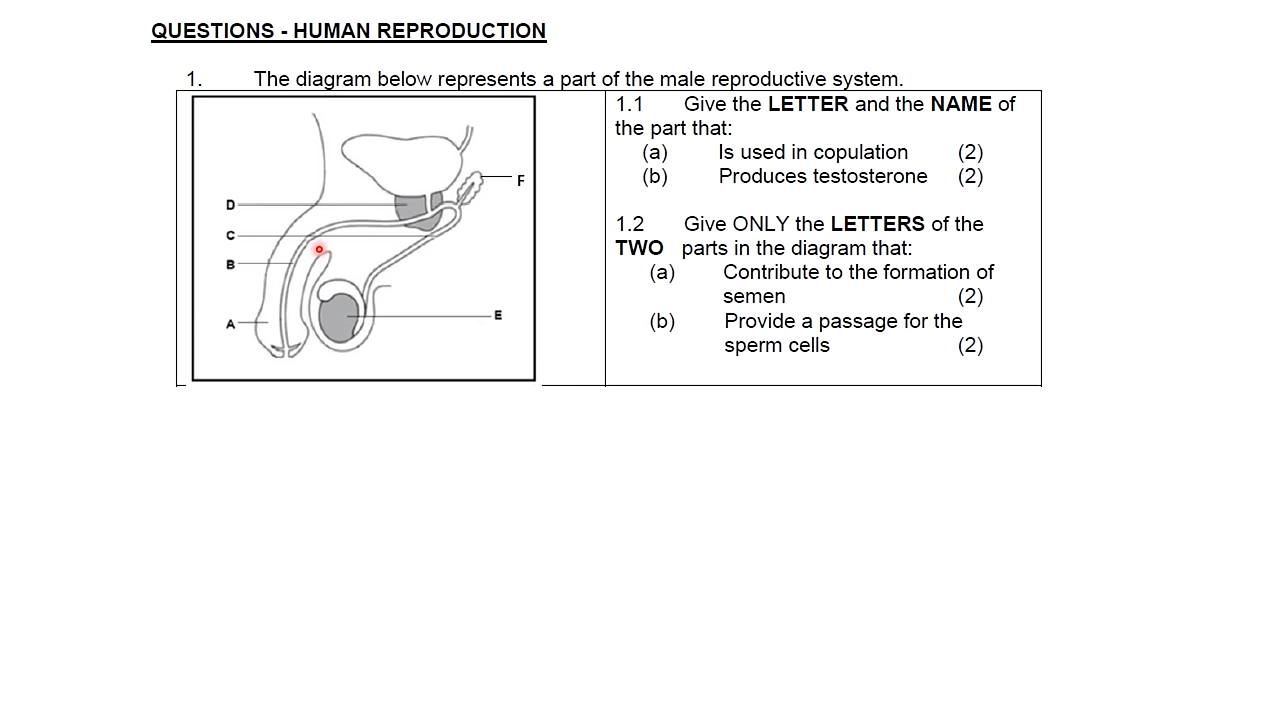 QUESTIONS - HUMAN REPRODUCTION
1. The diagram below represents a part of the male reproductive system.
D
C
B
A
F
E
1.1 Give the LETTER and the NAME of
the part that:
(a) Is used in copulation (2)
(b) Produces testosterone (2)
1.2 Give ONLY the LETTERS of the
TWO parts in the diagram that:
(a) Contribute to the formation of
semen (2)
(b) Provide a passage for the
sperm cells (2)